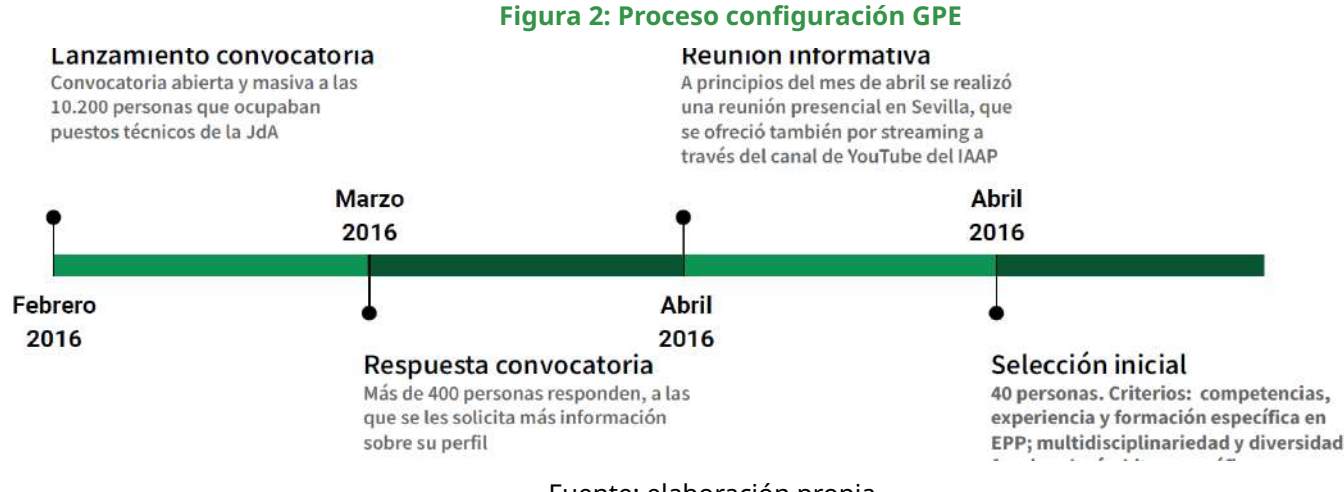 Figura 2: Proceso configuración GPE
Lanzamiento convocatoria
Convocatoria abierta y masiva a las
10.200 personas que ocupaban
puestos técnicos de la JdA
Reunión informativa
A principios del mes de abril se realizó
una reunión presencial en Sevilla, que
se ofreció también por streaming a
través del canal de YouTube del IAAP
Marzo
2016
Abril
2016
Febrero
2016
Abril
2016
Respuesta convocatoria
Más de 400 personas responden, a las
que se les solicita más información
sobre su perfil
Selección inicial
40 personas. Criterios: competencias,
experiencia y formación específica en
EPP; multidisciplinariedad y diversidad
Fuente: elaboración propia